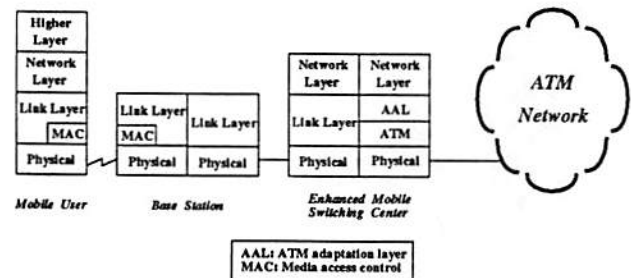 Higher
Layer
Network
Layer
Link Layer
MAC
Physical
Mobile User
Link Layer
MAC
Physical
Link Layer
Physical
Base Station
Network
Layer
Link Layer
Physical
Network
Layer
AAL
ATM
Physical
Enhanced Mobile
Switching Center
ATM
Network
AAL: ATM adaptation layer
MAC: Media access control